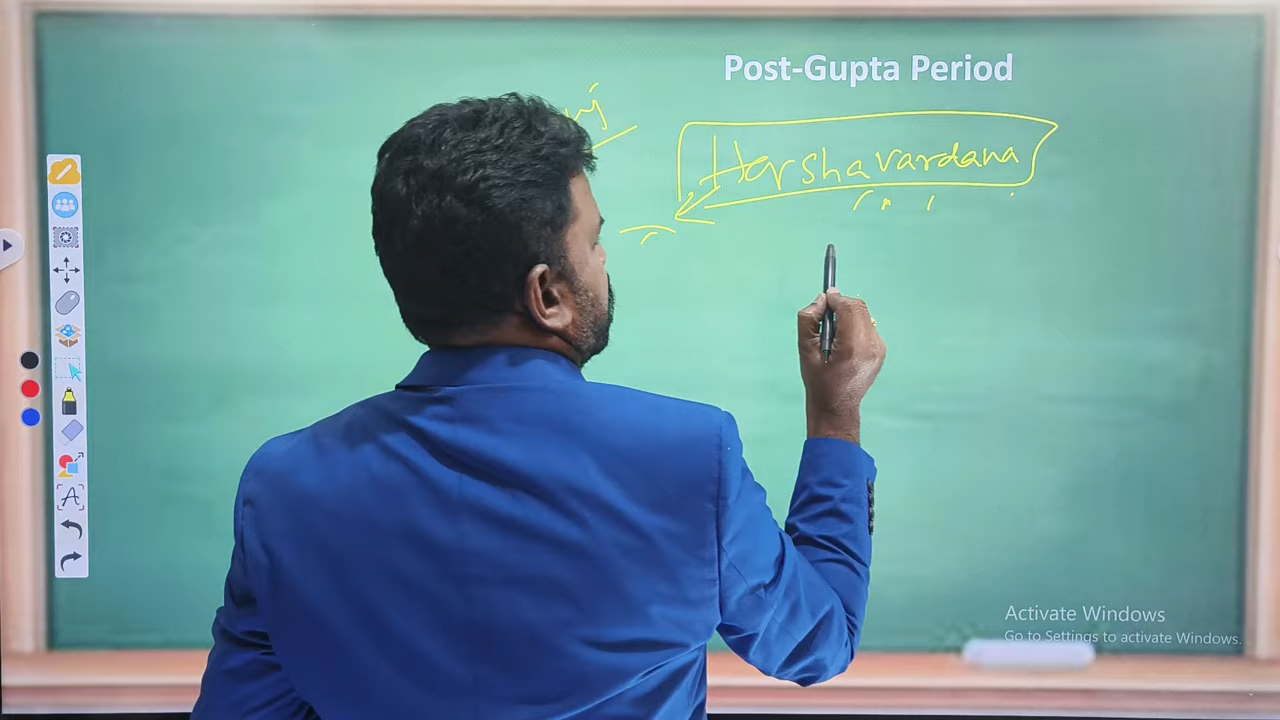 Post-Gupta Period
Harshavardana
Activate Windows
Go to Settings to activate Windows.